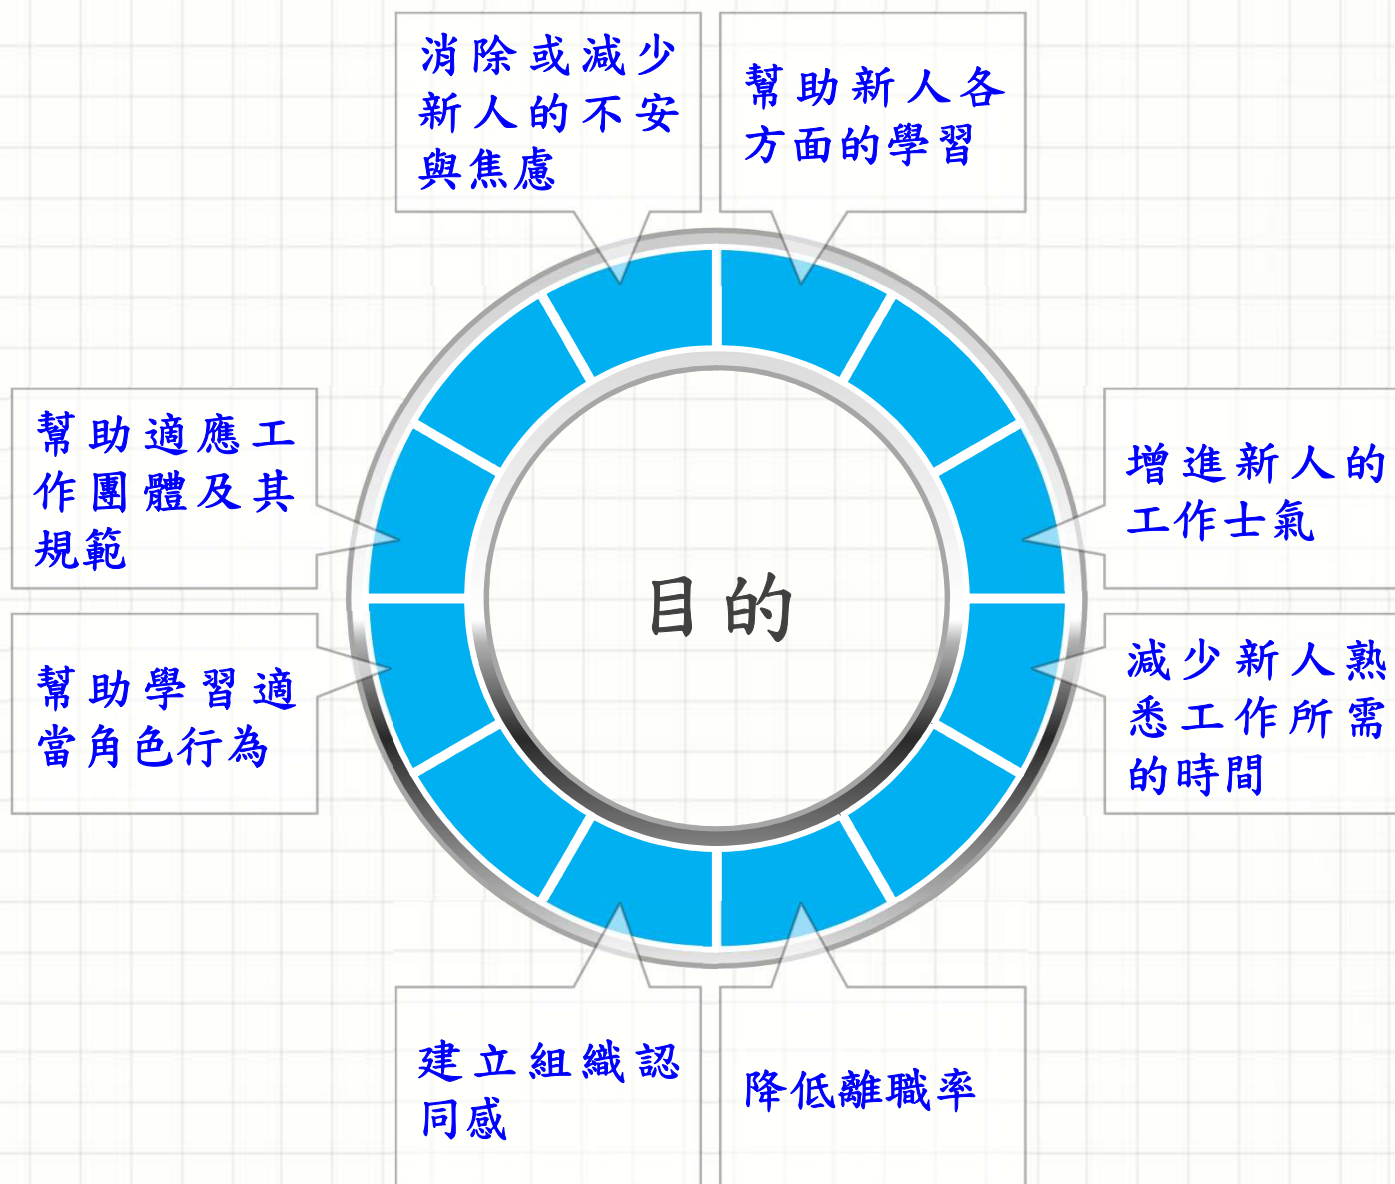 消除或減少
新人的不安
與焦慮
幫助新人各
方面的學習
幫助適應工
作團體及其
規範
增進新人的
工作士氣
目的
幫助學習適
當角色行為
減少新人熟
悉工作所需
的時間
建立組織認
同感
降低離職率